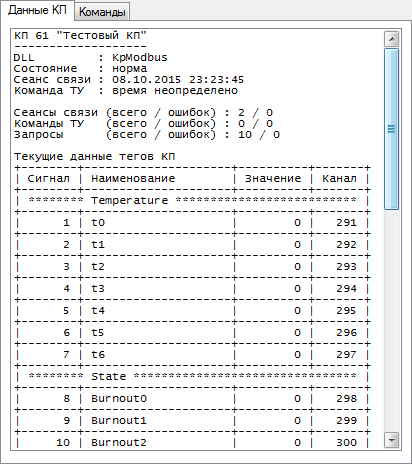 Данные КП Команды
КП 61 "Тестовый КП"
--------------------
DLL : KpModbus
Состояние : норма
Сеанс связи : 08.10.2015 23:23:45
Команда ТУ : время неопределено
Сеансы связи (всего / ошибок) : 2 / 0
Команды ТУ (всего / ошибок) : 0 / 0
Запросы (всего / ошибок) : 10 / 0
Текущие данные тегов КП
| Сигнал | Наименование | Значение | Канал |
| ******** Temperature ************************** |
| 1 | t0 | 0 | 291 |
| 2 | t1 | 0 | 292 |
| 3 | t2 | 0 | 293 |
| 4 | t3 | 0 | 294 |
| 5 | t4 | 0 | 295 |
| 6 | t5 | 0 | 296 |
| 7 | t6 | 0 | 297 |
| ******** State ******************************** |
| 8 | Burnout0 | 0 | 298 |
| 9 | Burnout1 | 0 | 299 |
| 10 | Burnout2 | 0 | 300 |